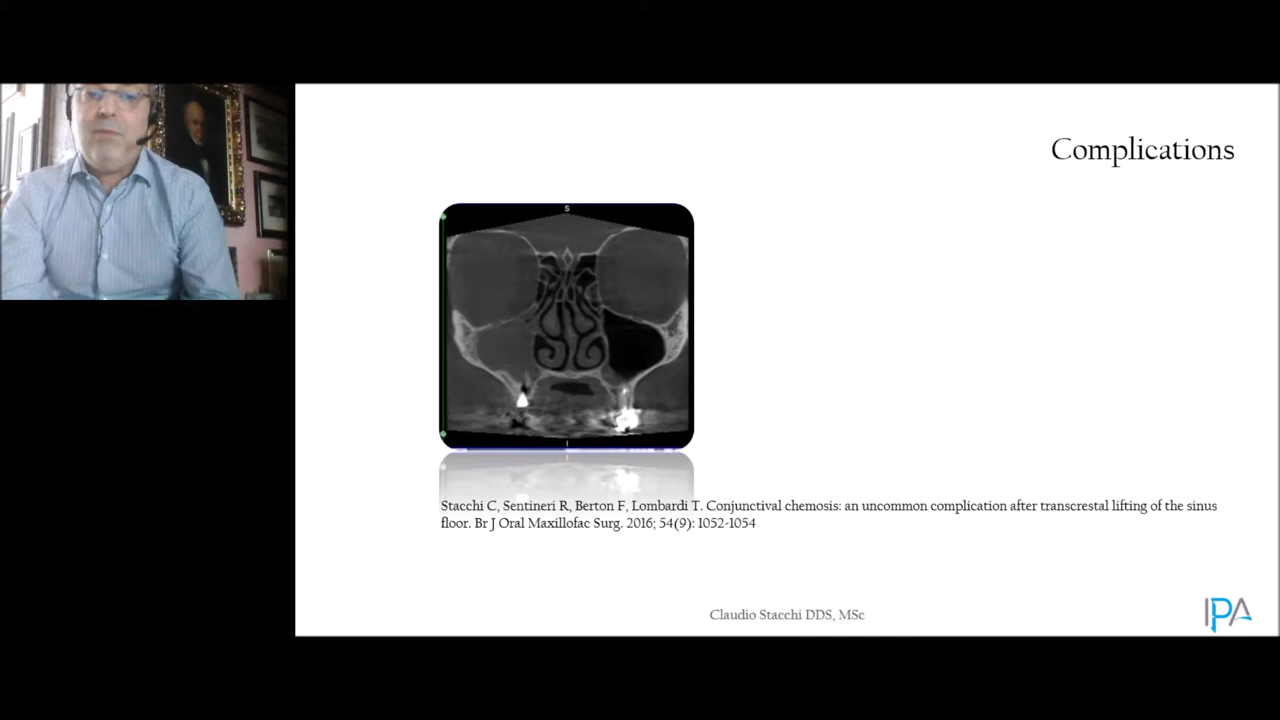 Complications
S
I
Stacchi C, Sentineri R, Berton F, Lombardi T. Conjunctival chemosis: an uncommon complication after transcrestal lifting of the sinus
floor. Br J Oral Maxillofac Surg. 2016; 54(9): 1052-1054
Claudio Stacchi DDS, MSc
IPA